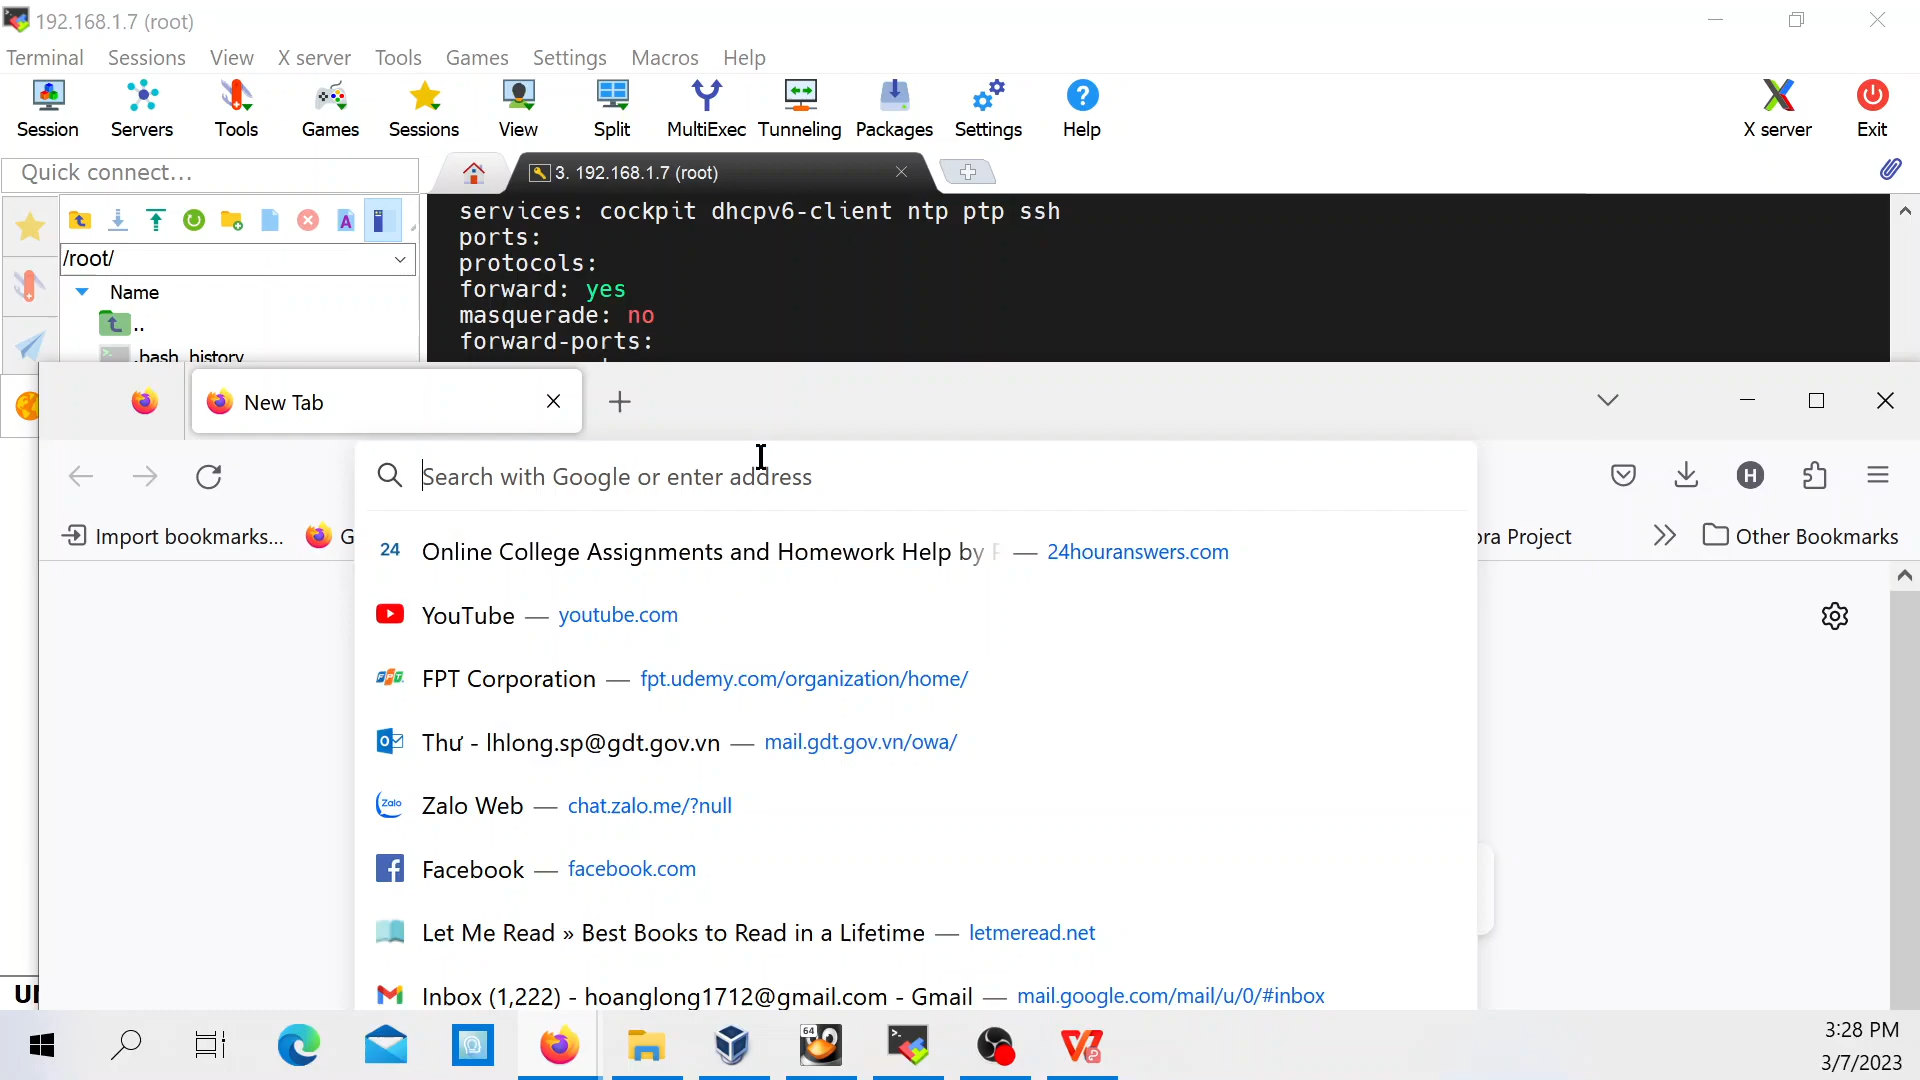 192.168.1.7 (root)
Terminal Sessions View X server Tools Games Settings Macros Help
Session Servers Tools Games Sessions View Split MultiExec Tunneling Packages Settings Help X server Exit
Quick connect...
3. 192.168.1.7 (root)
/root/
Name
..
.bash_history
services: cockpit dhcpv6-client ntp ptp ssh
ports:
protocols:
forward: yes
masquerade: no
forward-ports:
New Tab
Search with Google or enter address
Import bookmarks... G
Project
Other Bookmarks
24 Online College Assignments and Homework Help by — 24houranswers.com
YouTube — youtube.com
FPT Corporation — fpt.udemy.com/organization/home/
Thư - lhlong.sp@gdt.gov.vn — mail.gdt.gov.vn/owa/
Zalo Zalo Web — chat.zalo.me/?null
Facebook — facebook.com
Let Me Read » Best Books to Read in a Lifetime — letmeread.net
Inbox (1,222) - hoanglong1712@gmail.com - Gmail — mail.google.com/mail/u/0/#inbox
64
3:28 PM
3/7/2023